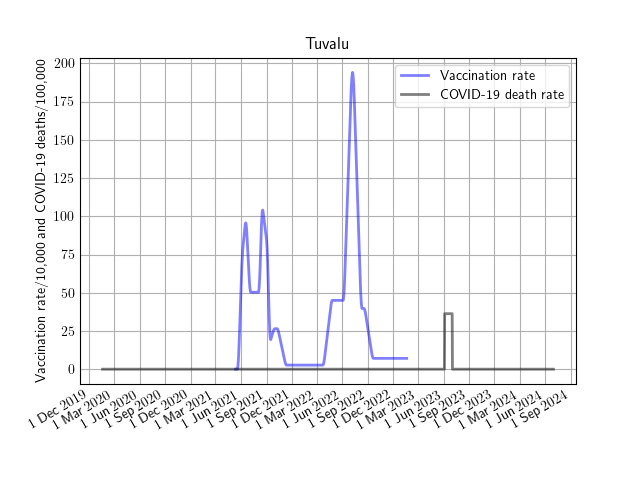 Tuvalu
Vaccination rate/10,000 and COVID-19 deaths/100,000
200
175
150
125
100
75
50
25
0
Vaccination rate
COVID-19 death rate
1 Dec 2019
1 Mar 2020
1 Jun 2020
1 Sep 2020
1 Dec 2020
1 Mar 2021
1 Jun 2021
1 Sep 2021
1 Dec 2021
1 Mar 2022
1 Jun 2022
1 Sep 2022
1 Dec 2022
1 Mar 2023
1 Jun 2023
1 Sep 2023
1 Dec 2023
1 Mar 2024
1 Jun 2024
1 Sep 2024